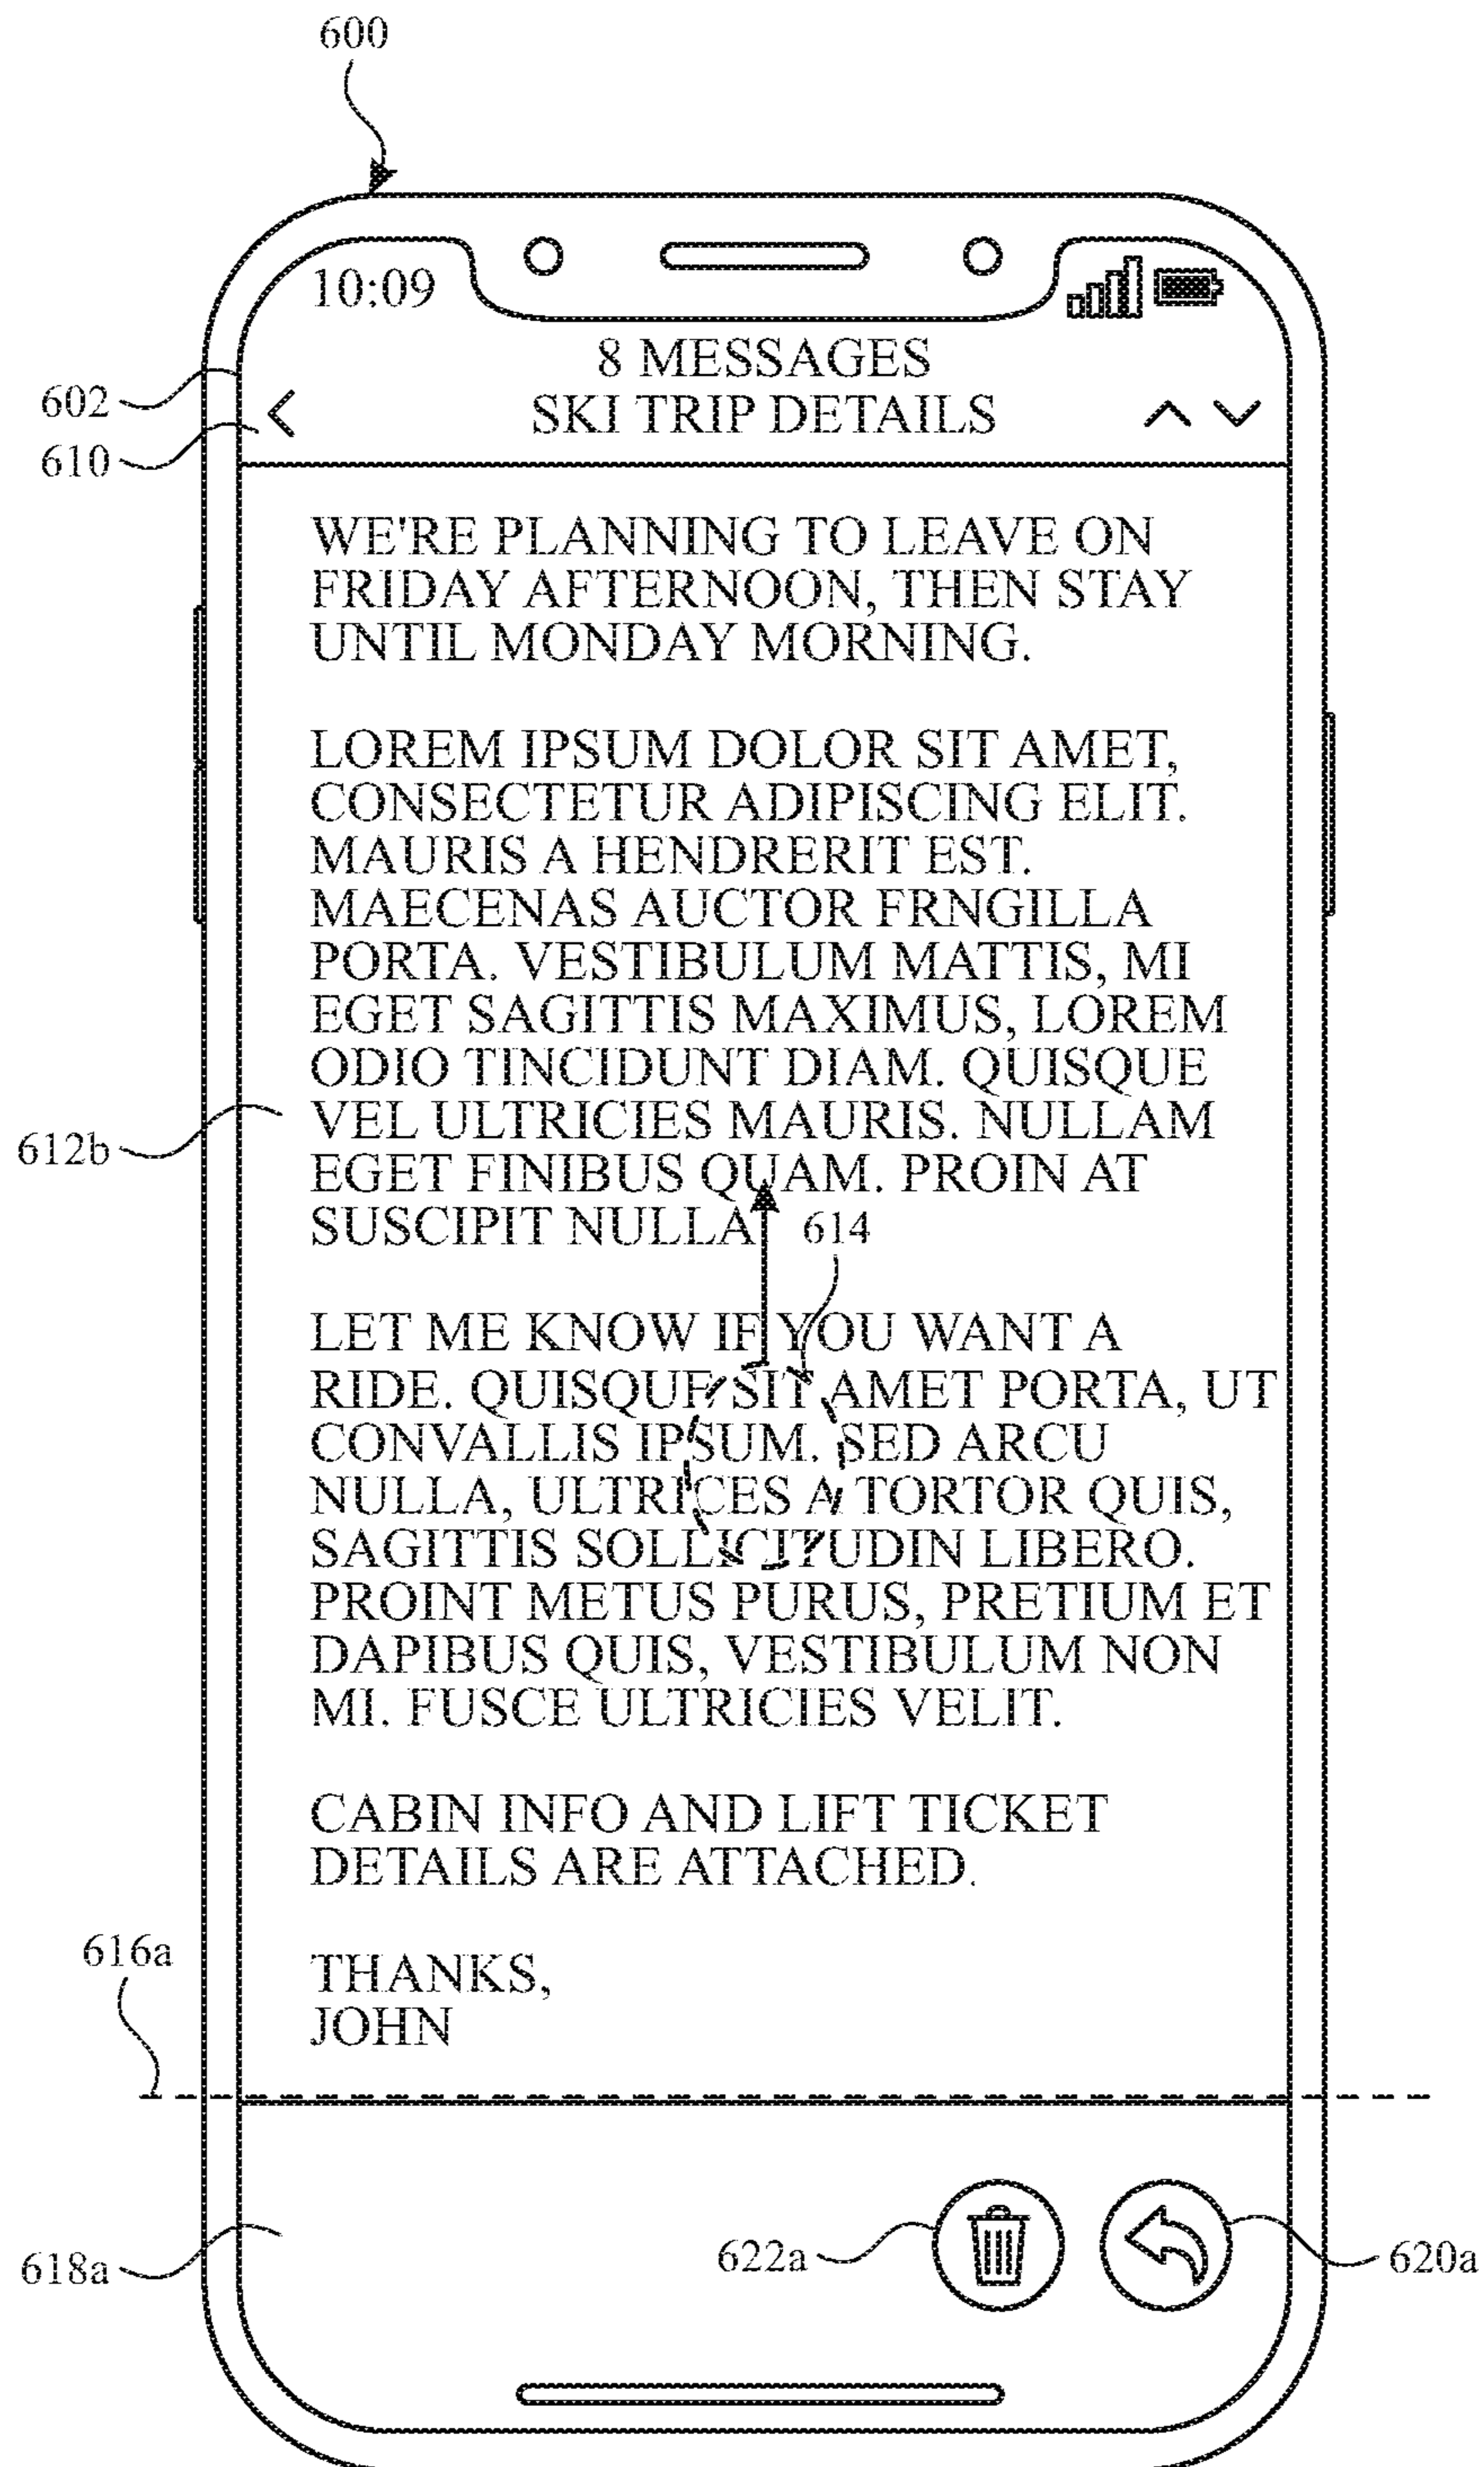 600
10:09
8 MESSAGES
602
SKI TRIP DETAILS
610
WE'RE PLANNING TO LEAVE ON
FRIDAY AFTERNOON, THEN STAY
UNTIL MONDAY MORNING.
LOREM IPSUM DOLOR SIT AMET,
CONSECTETUR ADIPISCING ELIT.
MAURIS A HENDRERIT EST.
MAECENAS AUCTOR FRNGILLA
PORTA. VESTIBULUM MATTIS, MI
EGET SAGITTIS MAXIMUS, LOREM
ODIO TINCIDUNT DIAM. QUISQUE
VEL ULTRICIES MAURIS. NULLAM
612b
EGET FINIBUS QUAM. PROIN AT
SUSCIPIT NULLA
614
LET ME KNOW IF YOU WANT A
RIDE. QUISQUE SIT AMET PORTA, UT
CONVALLIS IPSUM. SED ARCU
NULLA, ULTRICES A TORTOR QUIS,
SAGITTIS SOLLICITUDIN LIBERO.
PROINT METUS PURUS, PRETIUM ET
DAPIBUS QUIS, VESTIBULUM NON
MI. FUSCE ULTRICIES VELIT.
CABIN INFO AND LIFT TICKET
DETAILS ARE ATTACHED.
616a
THANKS,
JOHN
618a
622a
620a